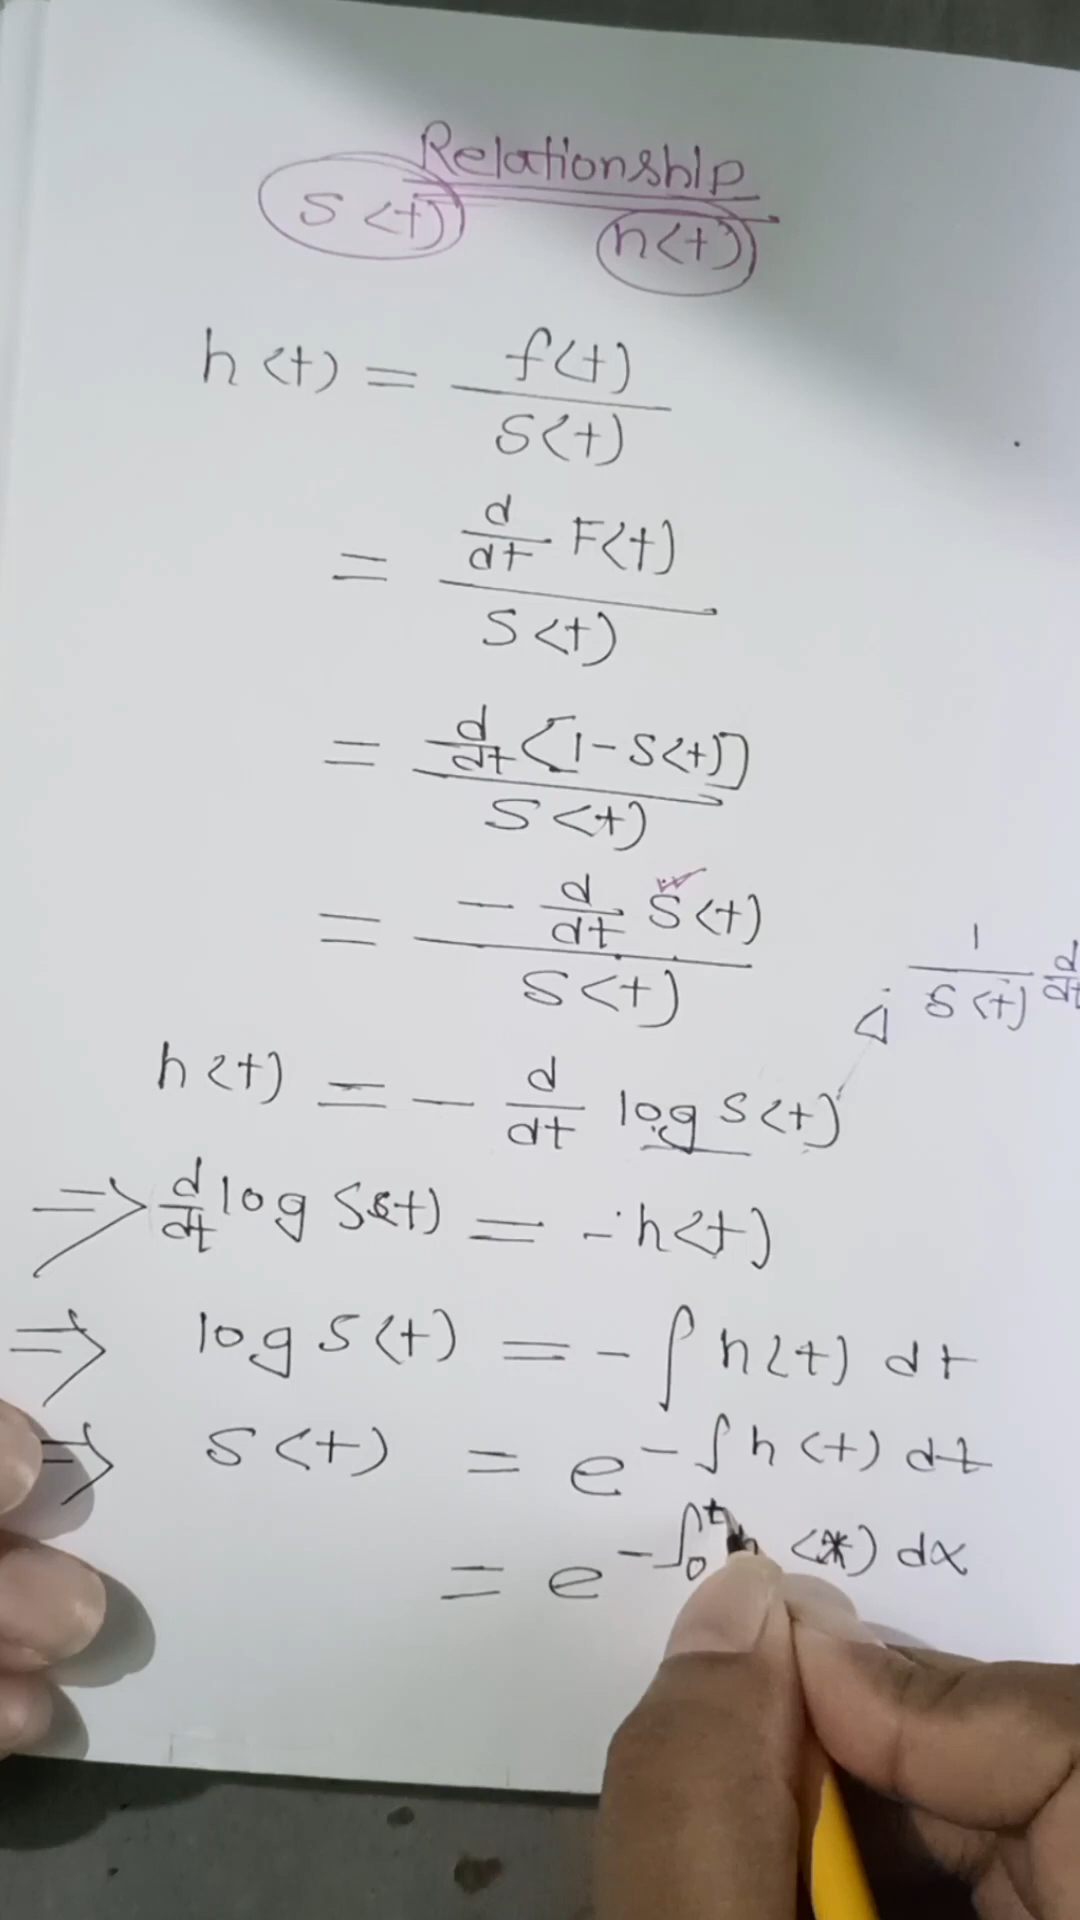 Relationship
S(t) h(t)
h(t) = f(t) / S(t)
= d/dt F(t) / S(t)
= d/dt [1-S(t)] / S(t)
= - d/dt S(t) / S(t)
1/S(t) d/dt
h(t) = - d/dt log S(t)
⇒ d/dt log S(t) = - h(t)
⇒ log S(t) = - ∫ h(t) dt
⇒ S(t) = e^-∫h(t) dt
= e^-∫₀ᵗ h (x) dx